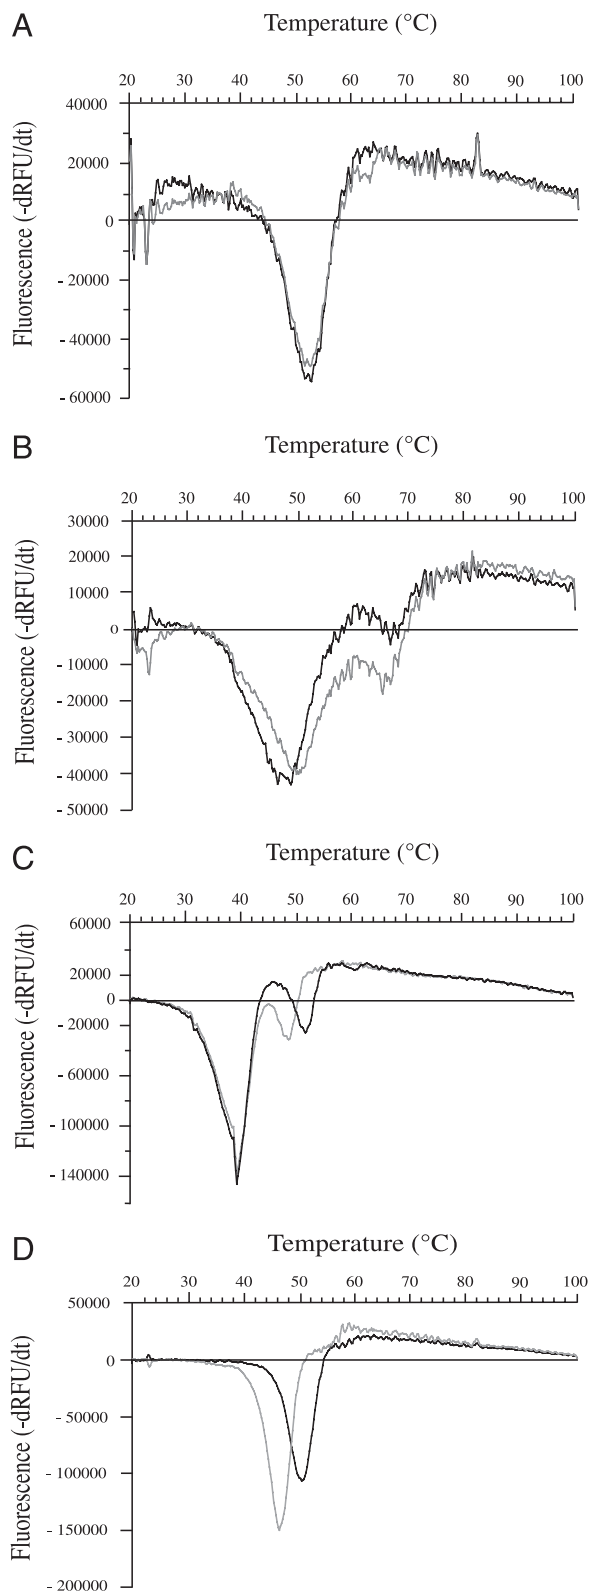 A
Temperature (°C)
20 30 40 50 60 70 80 90 100
40000
20000
0
- 20000
- 40000
- 60000
Fluorescence (-dRFU/dt)
B
Temperature (°C)
20 30 40 50 60 70 80 90 100
30000
20000
10000
0
- 10000
- 20000
- 30000
- 40000
- 50000
Fluorescence (-dRFU/dt)
C
Temperature (°C)
20 30 40 50 60 70 80 90 100
60000
20000
0
- 20000
- 60000
- 100000
- 140000
Fluorescence (-dRFU/dt)
D
Temperature (°C)
20 30 40 50 60 70 80 90 100
50000
0
- 50000
- 100000
- 150000
- 200000
Fluorescence (-dRFU/dt)